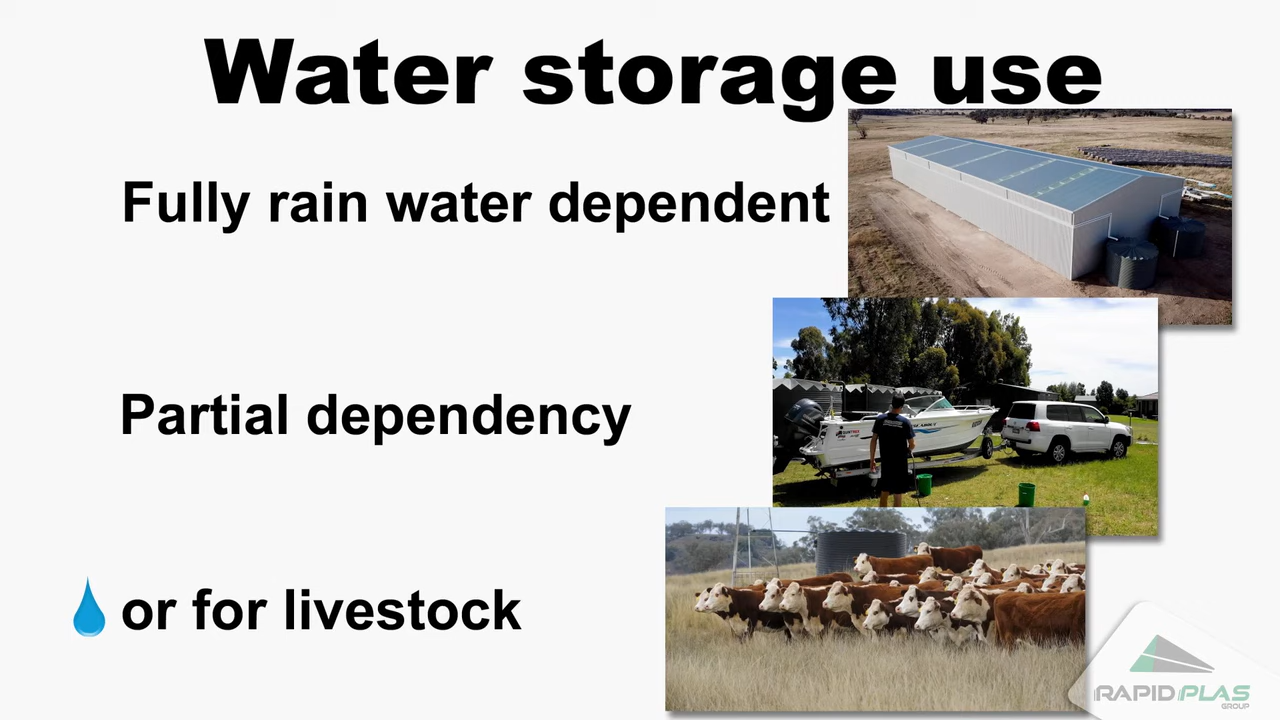 Water storage use
Fully rain water dependent
Partial dependency
or for livestock
RAPID PLAS
GROUP